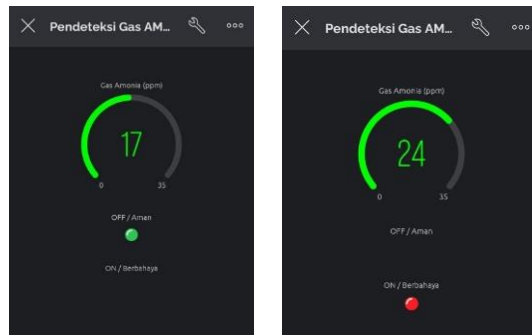 Pendeteksi Gas AM...
Gas Amonia (ppm)
17
0 35
OFF / Aman
ON / Berbahaya
Pendeteksi Gas AM...
Gas Amonia (ppm)
24
0 35
OFF / Aman
ON / Berbahaya